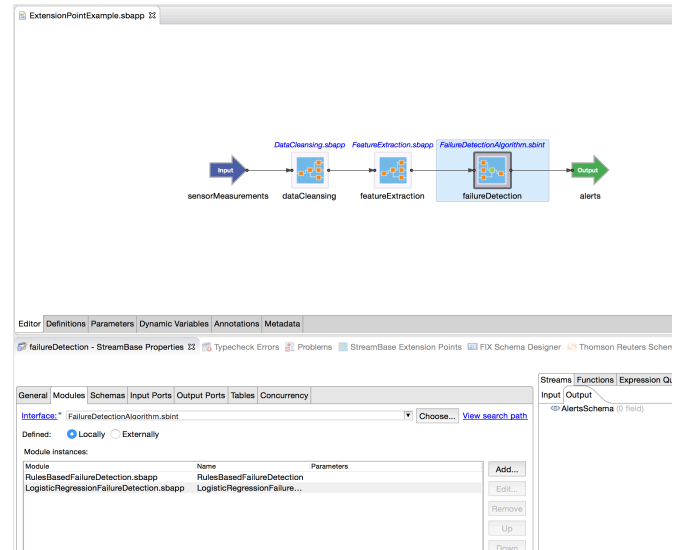 ExtensionPointExample.sbapp
DataCleansing.sbapp FeatureExtraction.sbapp FailureDetectionAlgorithm.sbint
Input Output
sensorMeasurements dataCleansing featureExtraction failureDetection alerts
Editor Definitions Parameters Dynamic Variables Annotations Metadata
failureDetection - StreamBase Properties Typecheck Errors Problems StreamBase Extension Points FIX Schema Designer Thomson Reuters Schem
Streams Functions Expression Qu
General Modules Schemas Input Ports Output Ports Tables Concurrency
Input Output
Interface:* FailureDetectionAlgorithm.sbint Choose... View search path
AlertsSchema (0 field)
Defined: Locally Externally
Module instances:
Module Name Parameters
Add...
RulesBasedFailureDetection.sbapp RulesBasedFailureDetection
LogisticRegressionFailureDetection.sbapp LogisticRegressionFailure...
Edit...
Remove
Up
Down